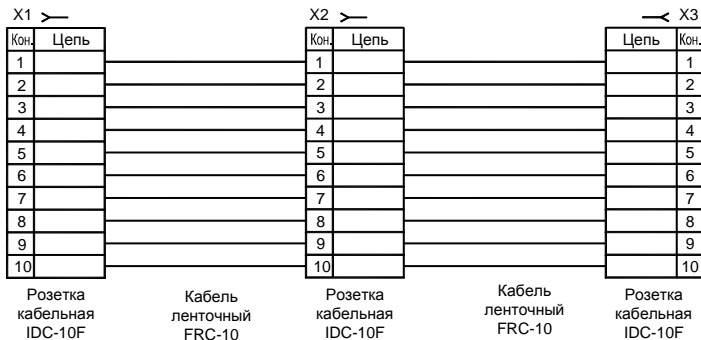 X1 X2 X3
Кон. Цепь Кон. Цепь Цепь Кон.
1 1 1
2 2 2
3 3 3
4 4 4
5 5 5
6 6 6
7 7 7
8 8 8
9 9 9
10 10 10
Розетка
кабельная
IDC-10F
Кабель
ленточный
FRC-10
Розетка
кабельная
IDC-10F
Кабель
ленточный
FRC-10
Розетка
кабельная
IDC-10F